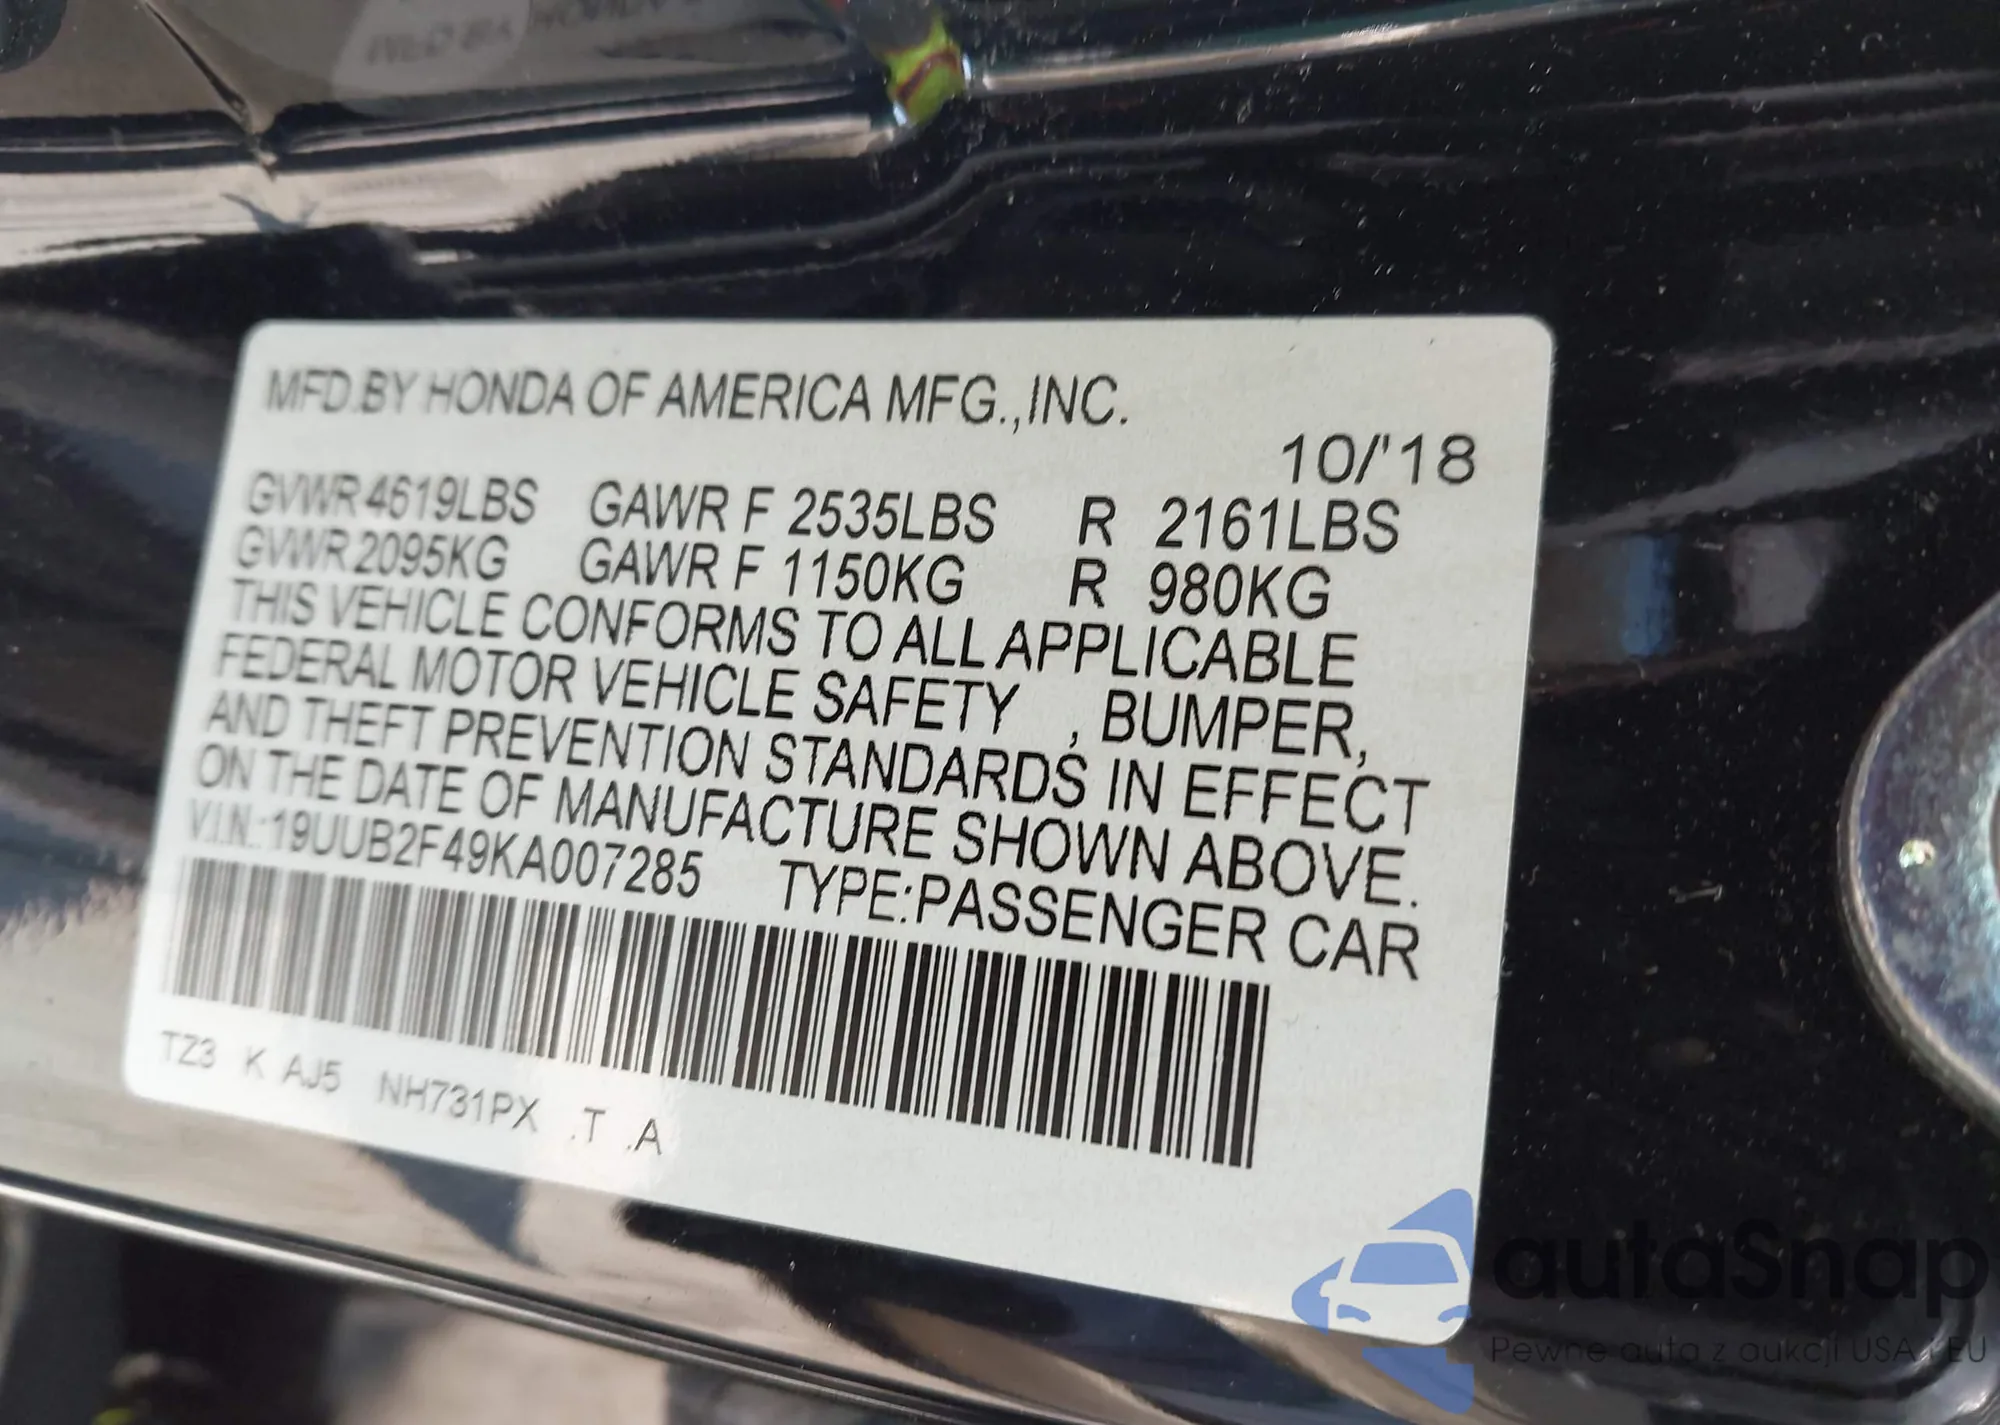 MFD.BY HONDA OF AMERICA MFG.,INC.
10/'18
GVWR 4619LBS GAWR F 2535LBS R 2161LBS
GVWR 2095KG GAWR F 1150KG R 980KG
THIS VEHICLE CONFORMS TO ALL APPLICABLE
FEDERAL MOTOR VEHICLE SAFETY , BUMPER,
AND THEFT PREVENTION STANDARDS IN EFFECT
ON THE DATE OF MANUFACTURE SHOWN ABOVE.
V.I.N.:19UUB2F49KA007285 TYPE:PASSENGER CAR
TZ3 K AJ5 NH731PX .T .A
autaSnap
Pewne auta z aukcji USA i EU